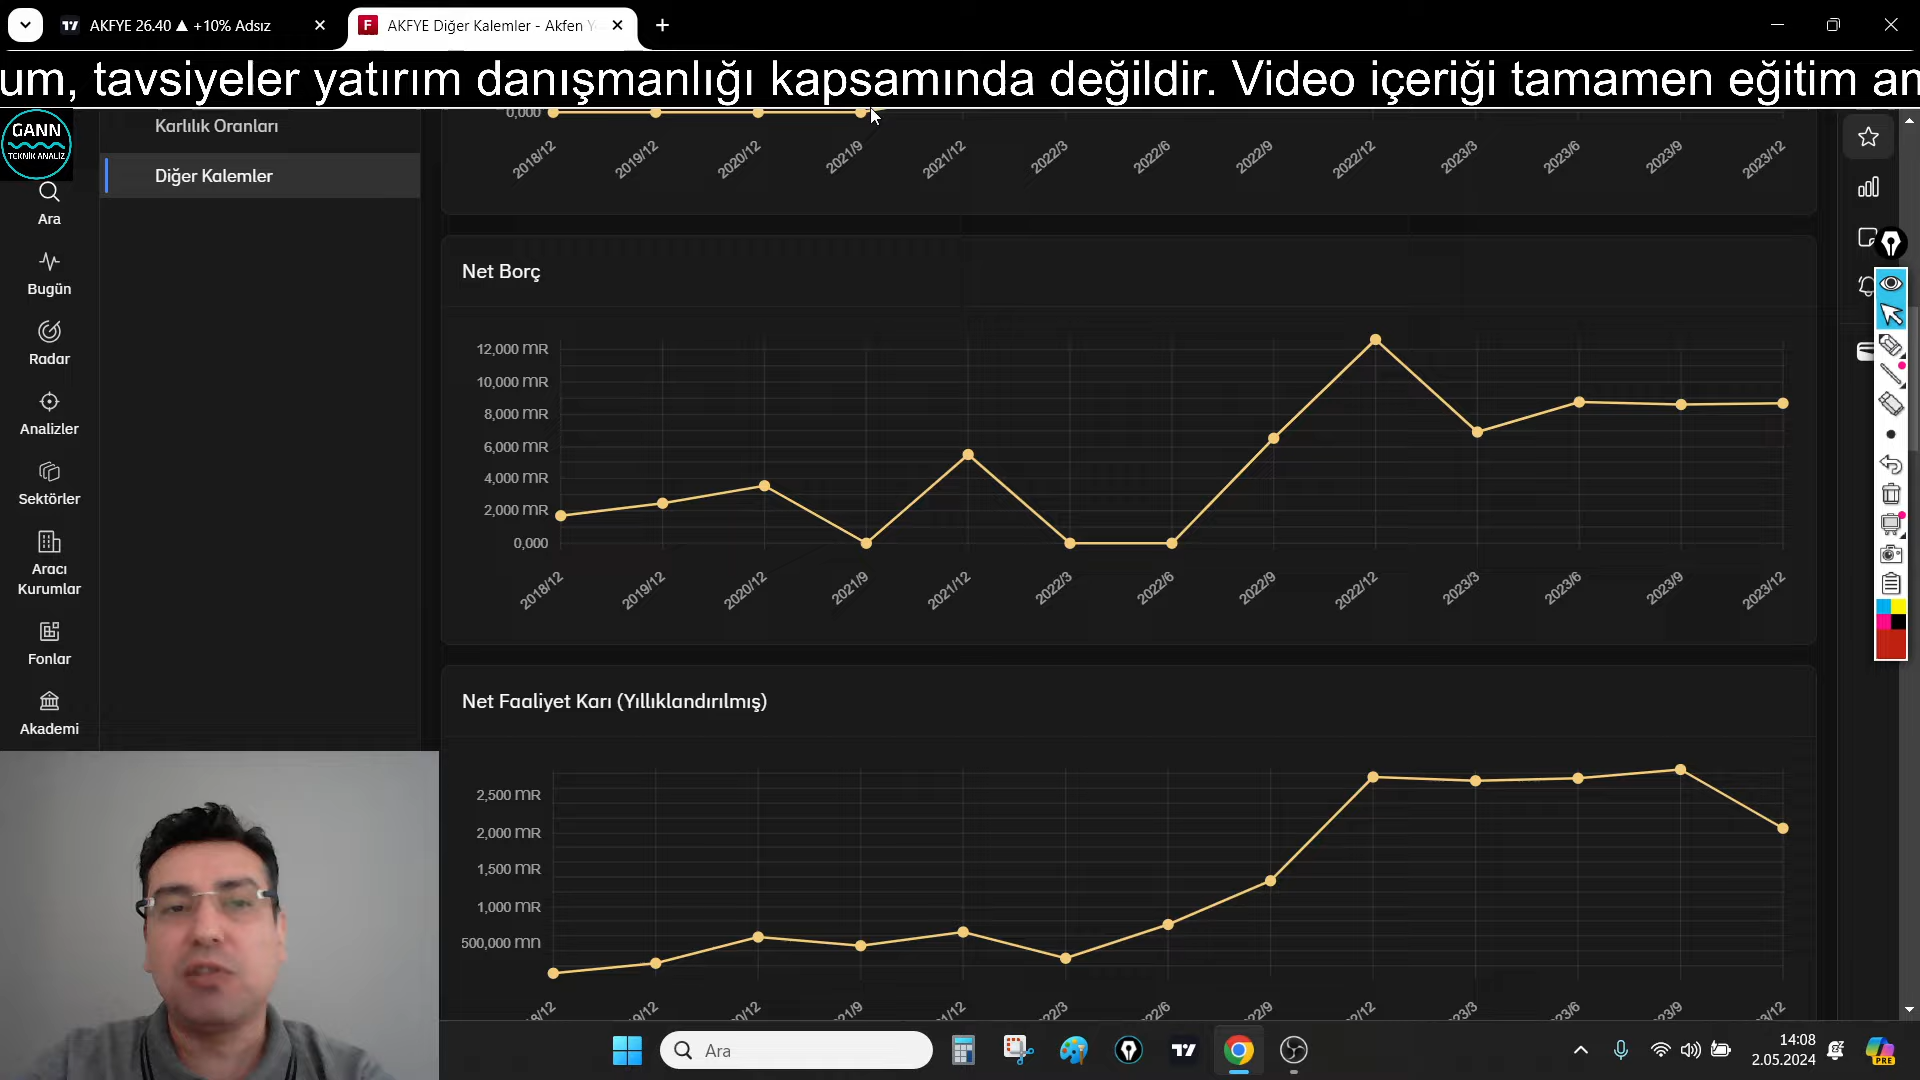 AKFYE 26.40 ▲ +10% Adsız
AKFYE Diğer Kalemler - Akfen Y
um, tavsiyeler yatırım danışmanlığı kapsamında değildir. Video içeriği tamamen eğitim am
GANN
TEKNİK ANALİZ
Karlılık Oranları
Diğer Kalemler
Ara
Bugün
Radar
Analizler
Sektörler
Aracı
Kurumlar
Fonlar
Akademi
0,000
2018/12
2019/12
2020/12
2021/9
2021/12
2022/3
2022/6
2022/9
2022/12
2023/3
2023/6
2023/9
2023/12
Net Borç
12,000 mR
10,000 mR
8,000 mR
6,000 mR
4,000 mR
2,000 mR
0,000
2018/12
2019/12
2020/12
2021/9
2021/12
2022/3
2022/6
2022/9
2022/12
2023/3
2023/6
2023/9
2023/12
Net Faaliyet Karı (Yıllıklandırılmış)
2,500 mR
2,000 mR
1,500 mR
1,000 mR
500,000 mn
Ara
14:08
2.05.2024
PRE